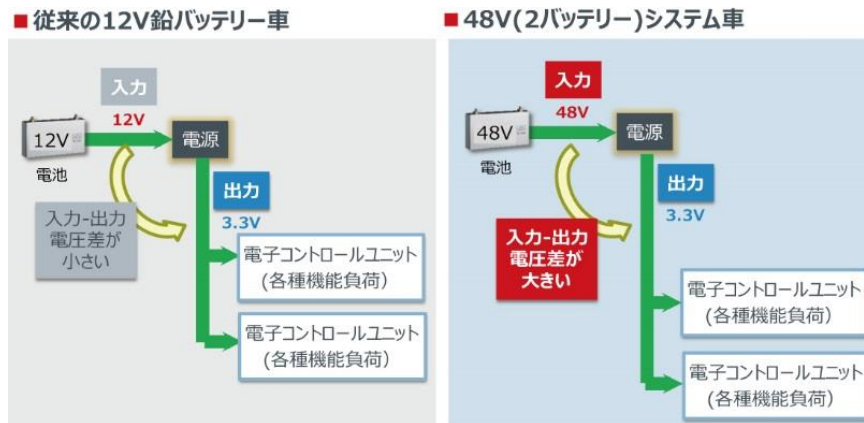 ■従来の12V鉛バッテリー車
入力
12V
12V
電源
電池
出力
3.3V
入力-出力
電圧差が
小さい
電子コントロールユニット
(各種機能負荷)
電子コントロールユニット
(各種機能負荷)
■48V(2バッテリー)システム車
入力
48V
48V
電源
電池
出力
3.3V
入力-出力
電圧差が
大きい
電子コントロールユニット
(各種機能負荷)
電子コントロールユニット
(各種機能負荷)